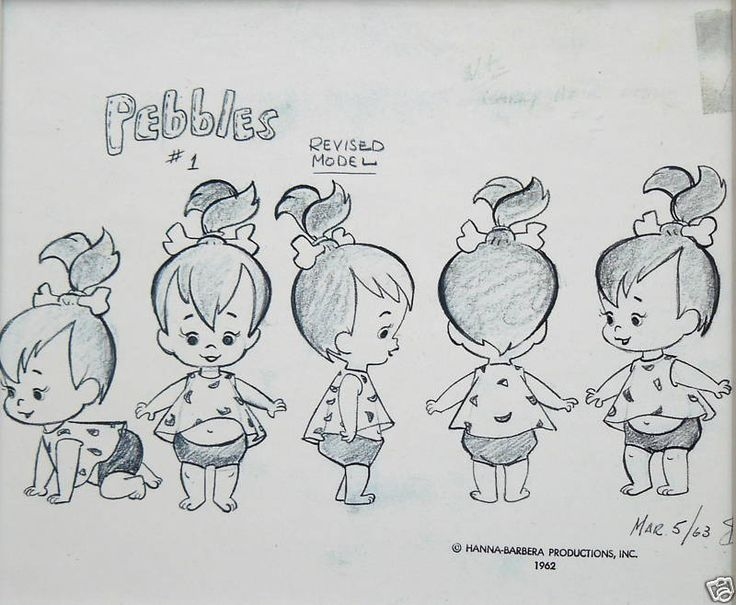 Pebbles
#1
REVISED
MODEL
MAR. 5/63
© HANNA-BARBERA PRODUCTIONS, INC.
1962